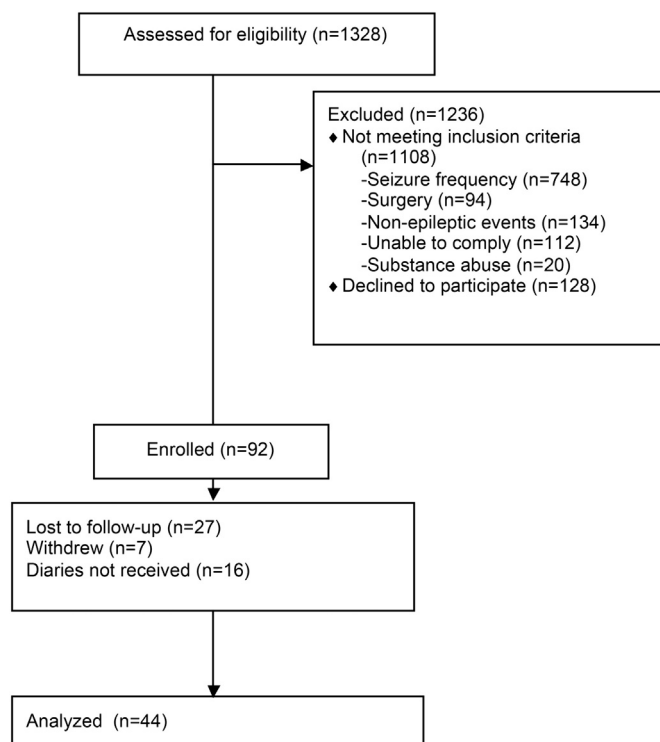 Assessed for eligibility (n=1328)
Excluded (n=1236)
♦ Not meeting inclusion criteria
(n=1108)
-Seizure frequency (n=748)
-Surgery (n=94)
-Non-epileptic events (n=134)
-Unable to comply (n=112)
-Substance abuse (n=20)
♦ Declined to participate (n=128)
Enrolled (n=92)
Lost to follow-up (n=27)
Withdrew (n=7)
Diaries not received (n=16)
Analyzed (n=44)